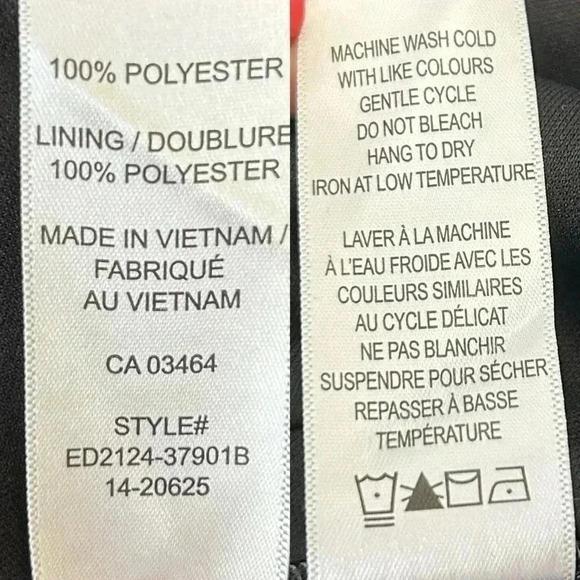 100% POLYESTER
LINING / DOUBLURE
100% POLYESTER
MADE IN VIETNAM /
FABRIQUÉ
AU VIETNAM
CA 03464
STYLE#
ED2124-37901B
14-20625
MACHINE WASH COLD
WITH LIKE COLOURS
GENTLE CYCLE
DO NOT BLEACH
HANG TO DRY
IRON AT LOW TEMPERATURE
LAVER À LA MACHINE
À L'EAU FROIDE AVEC LES
COULEURS SIMILAIRES
AU CYCLE DÉLICAT
NE PAS BLANCHIR
SUSPENDRE POUR SÉCHER
REPASSER À BASSE
TEMPÉRATURE